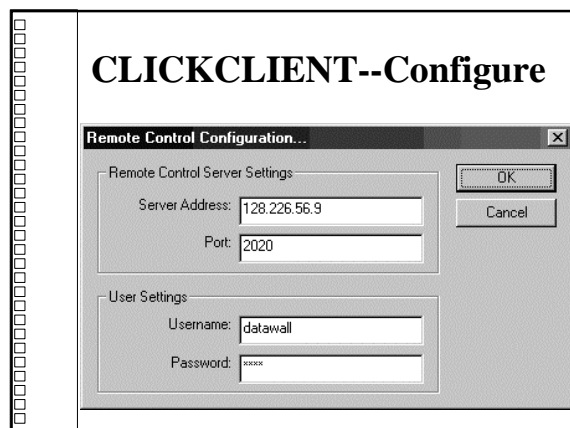 CLICKCLIENT--Configure
Remote Control Configuration...
Remote Control Server Settings
Server Address: 128.226.56.9
Port: 2020
OK
Cancel
User Settings
Username: datawall
Password: ****